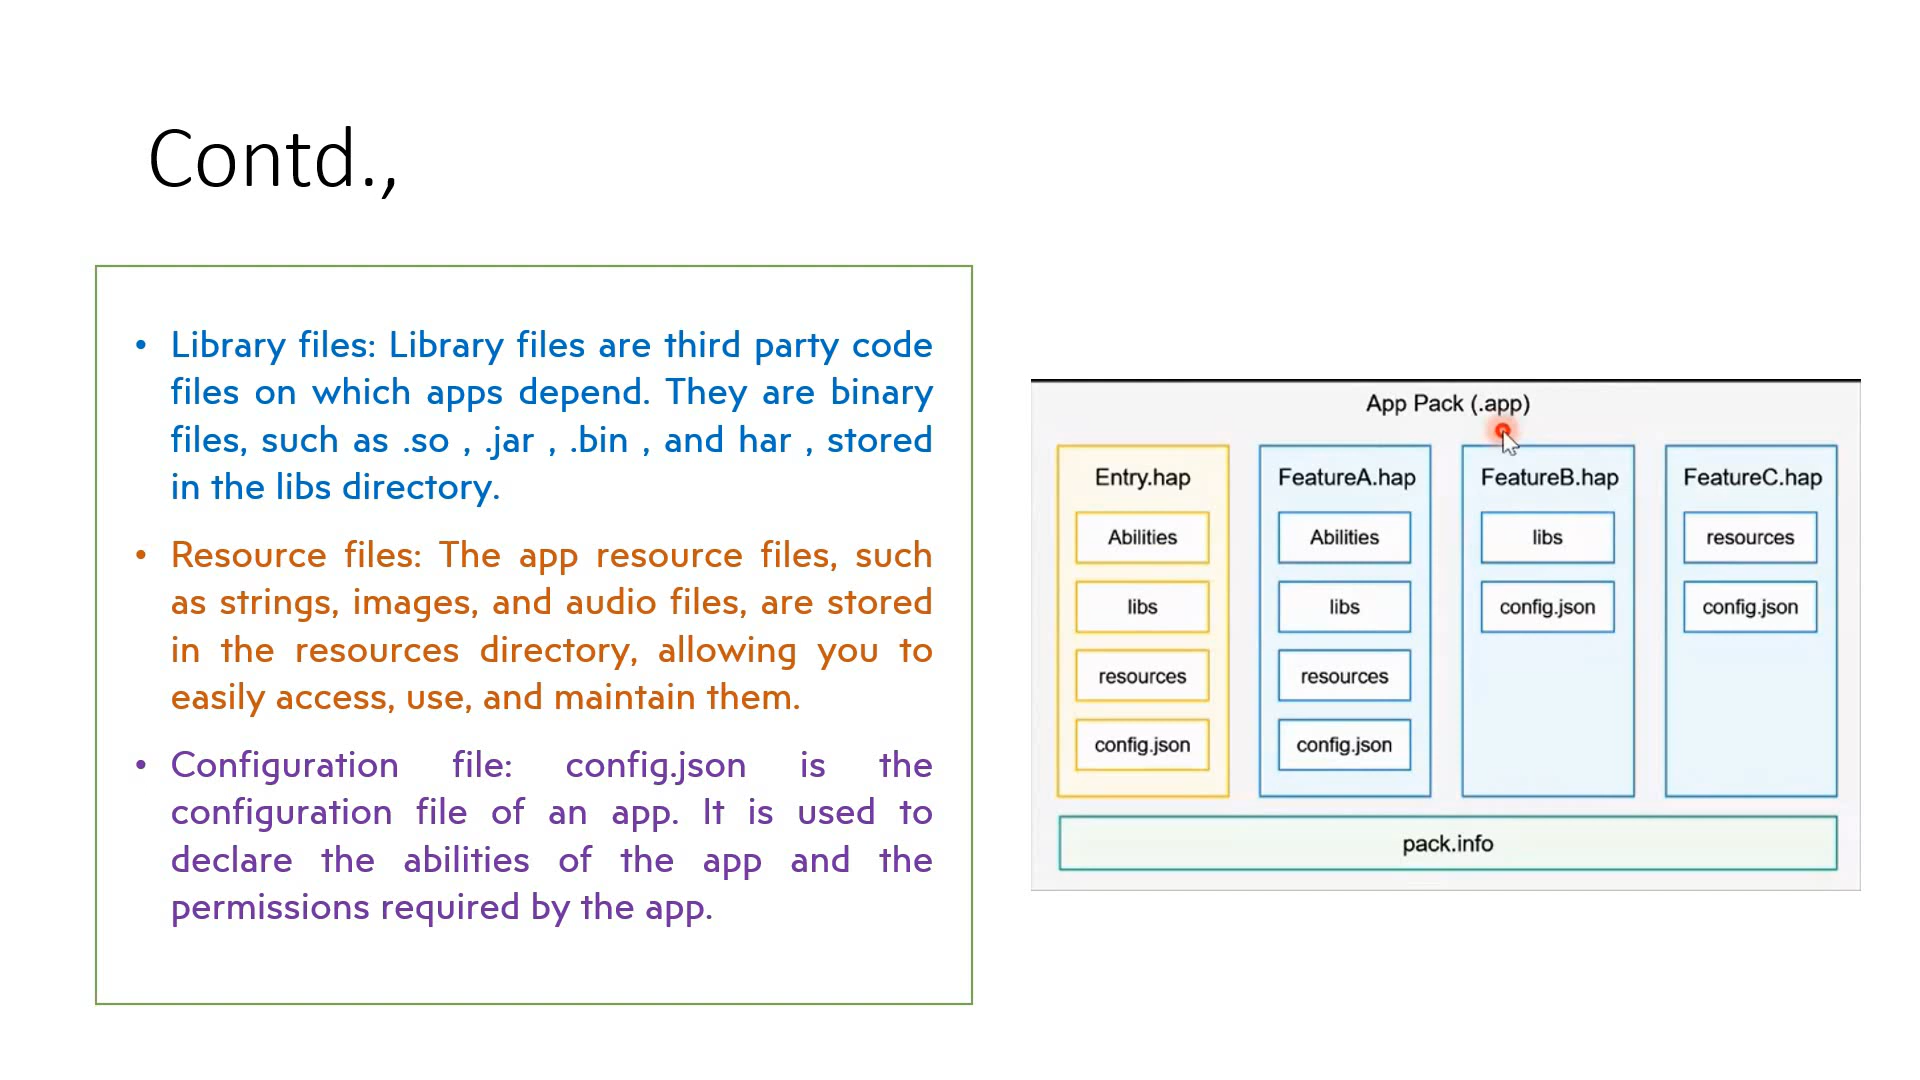 Contd.,
• Library files: Library files are third party code
files on which apps depend. They are binary
files, such as .so , .jar , .bin , and har , stored
in the libs directory.
• Resource files: The app resource files, such
as strings, images, and audio files, are stored
in the resources directory, allowing you to
easily access, use, and maintain them.
• Configuration file: config.json is the
configuration file of an app. It is used to
declare the abilities of the app and the
permissions required by the app.
App Pack (.app)
Entry.hap
Abilities
libs
resources
config.json
FeatureA.hap
Abilities
libs
resources
config.json
FeatureB.hap
libs
config.json
FeatureC.hap
resources
config.json
pack.info